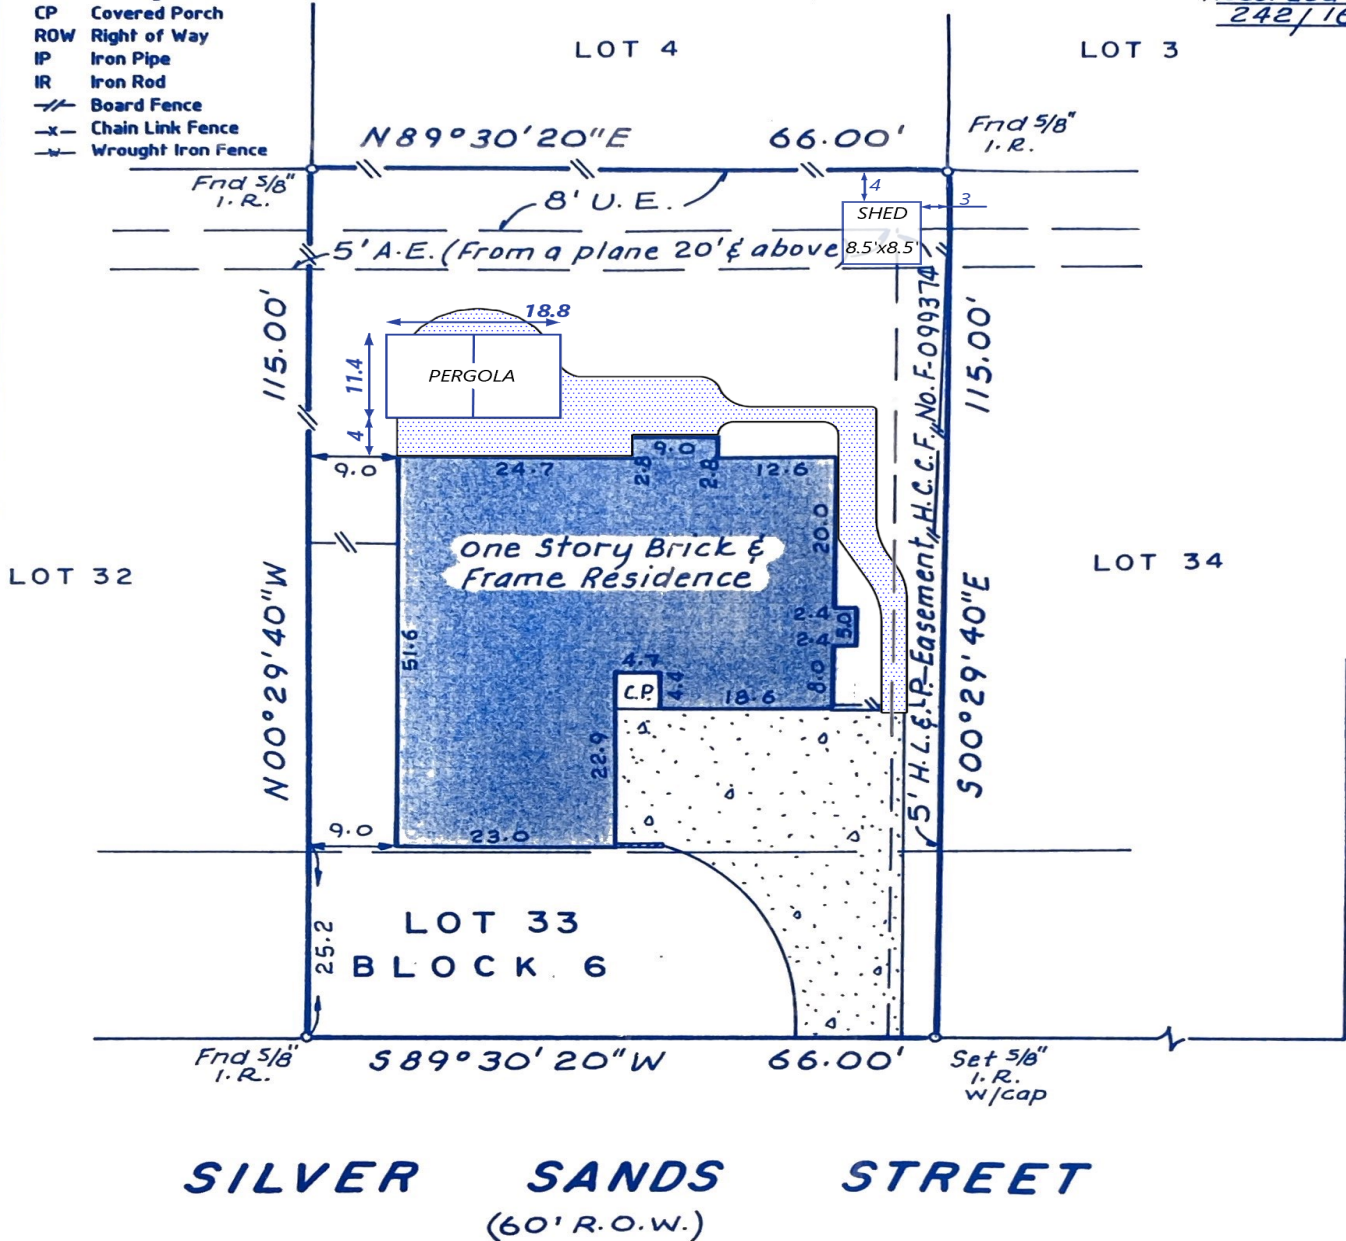 CP Covered Porch
ROW Right of Way
IP Iron Pipe
IR Iron Rod
Board Fence
-x- Chain Link Fence
-w- Wrought Iron Fence
242/16
LOT 4
LOT 3
N89°30'20"E 66.00'
Fnd 5/8"
I.R.
Fnd 5/8"
I.R.
8' U.E.
4
3
SHED
8.5'x8.5'
5' A.E. (From a plane 20' & above
115.00'
18.8
11.4
PERGOLA
4
115.00'
9.0
24.7
9.0
2.8
2.8
12.6
20.0
One Story Brick &
Frame Residence
LOT 32
LOT 34
N00°29'40"W
51.6
2.4
5.0
2.4
8.0
4.7
C.P.
4.4
18.6
22.9
5' H.L.&P. Easement, H.C.C.F. No. F-099374
S00°29'40"E
9.0
23.0
25.2
LOT 33
BLOCK 6
Fnd 5/8"
I.R.
S89°30'20"W 66.00'
Set 5/8"
I.R.
w/cap
SILVER SANDS STREET
(60' R.O.W.)